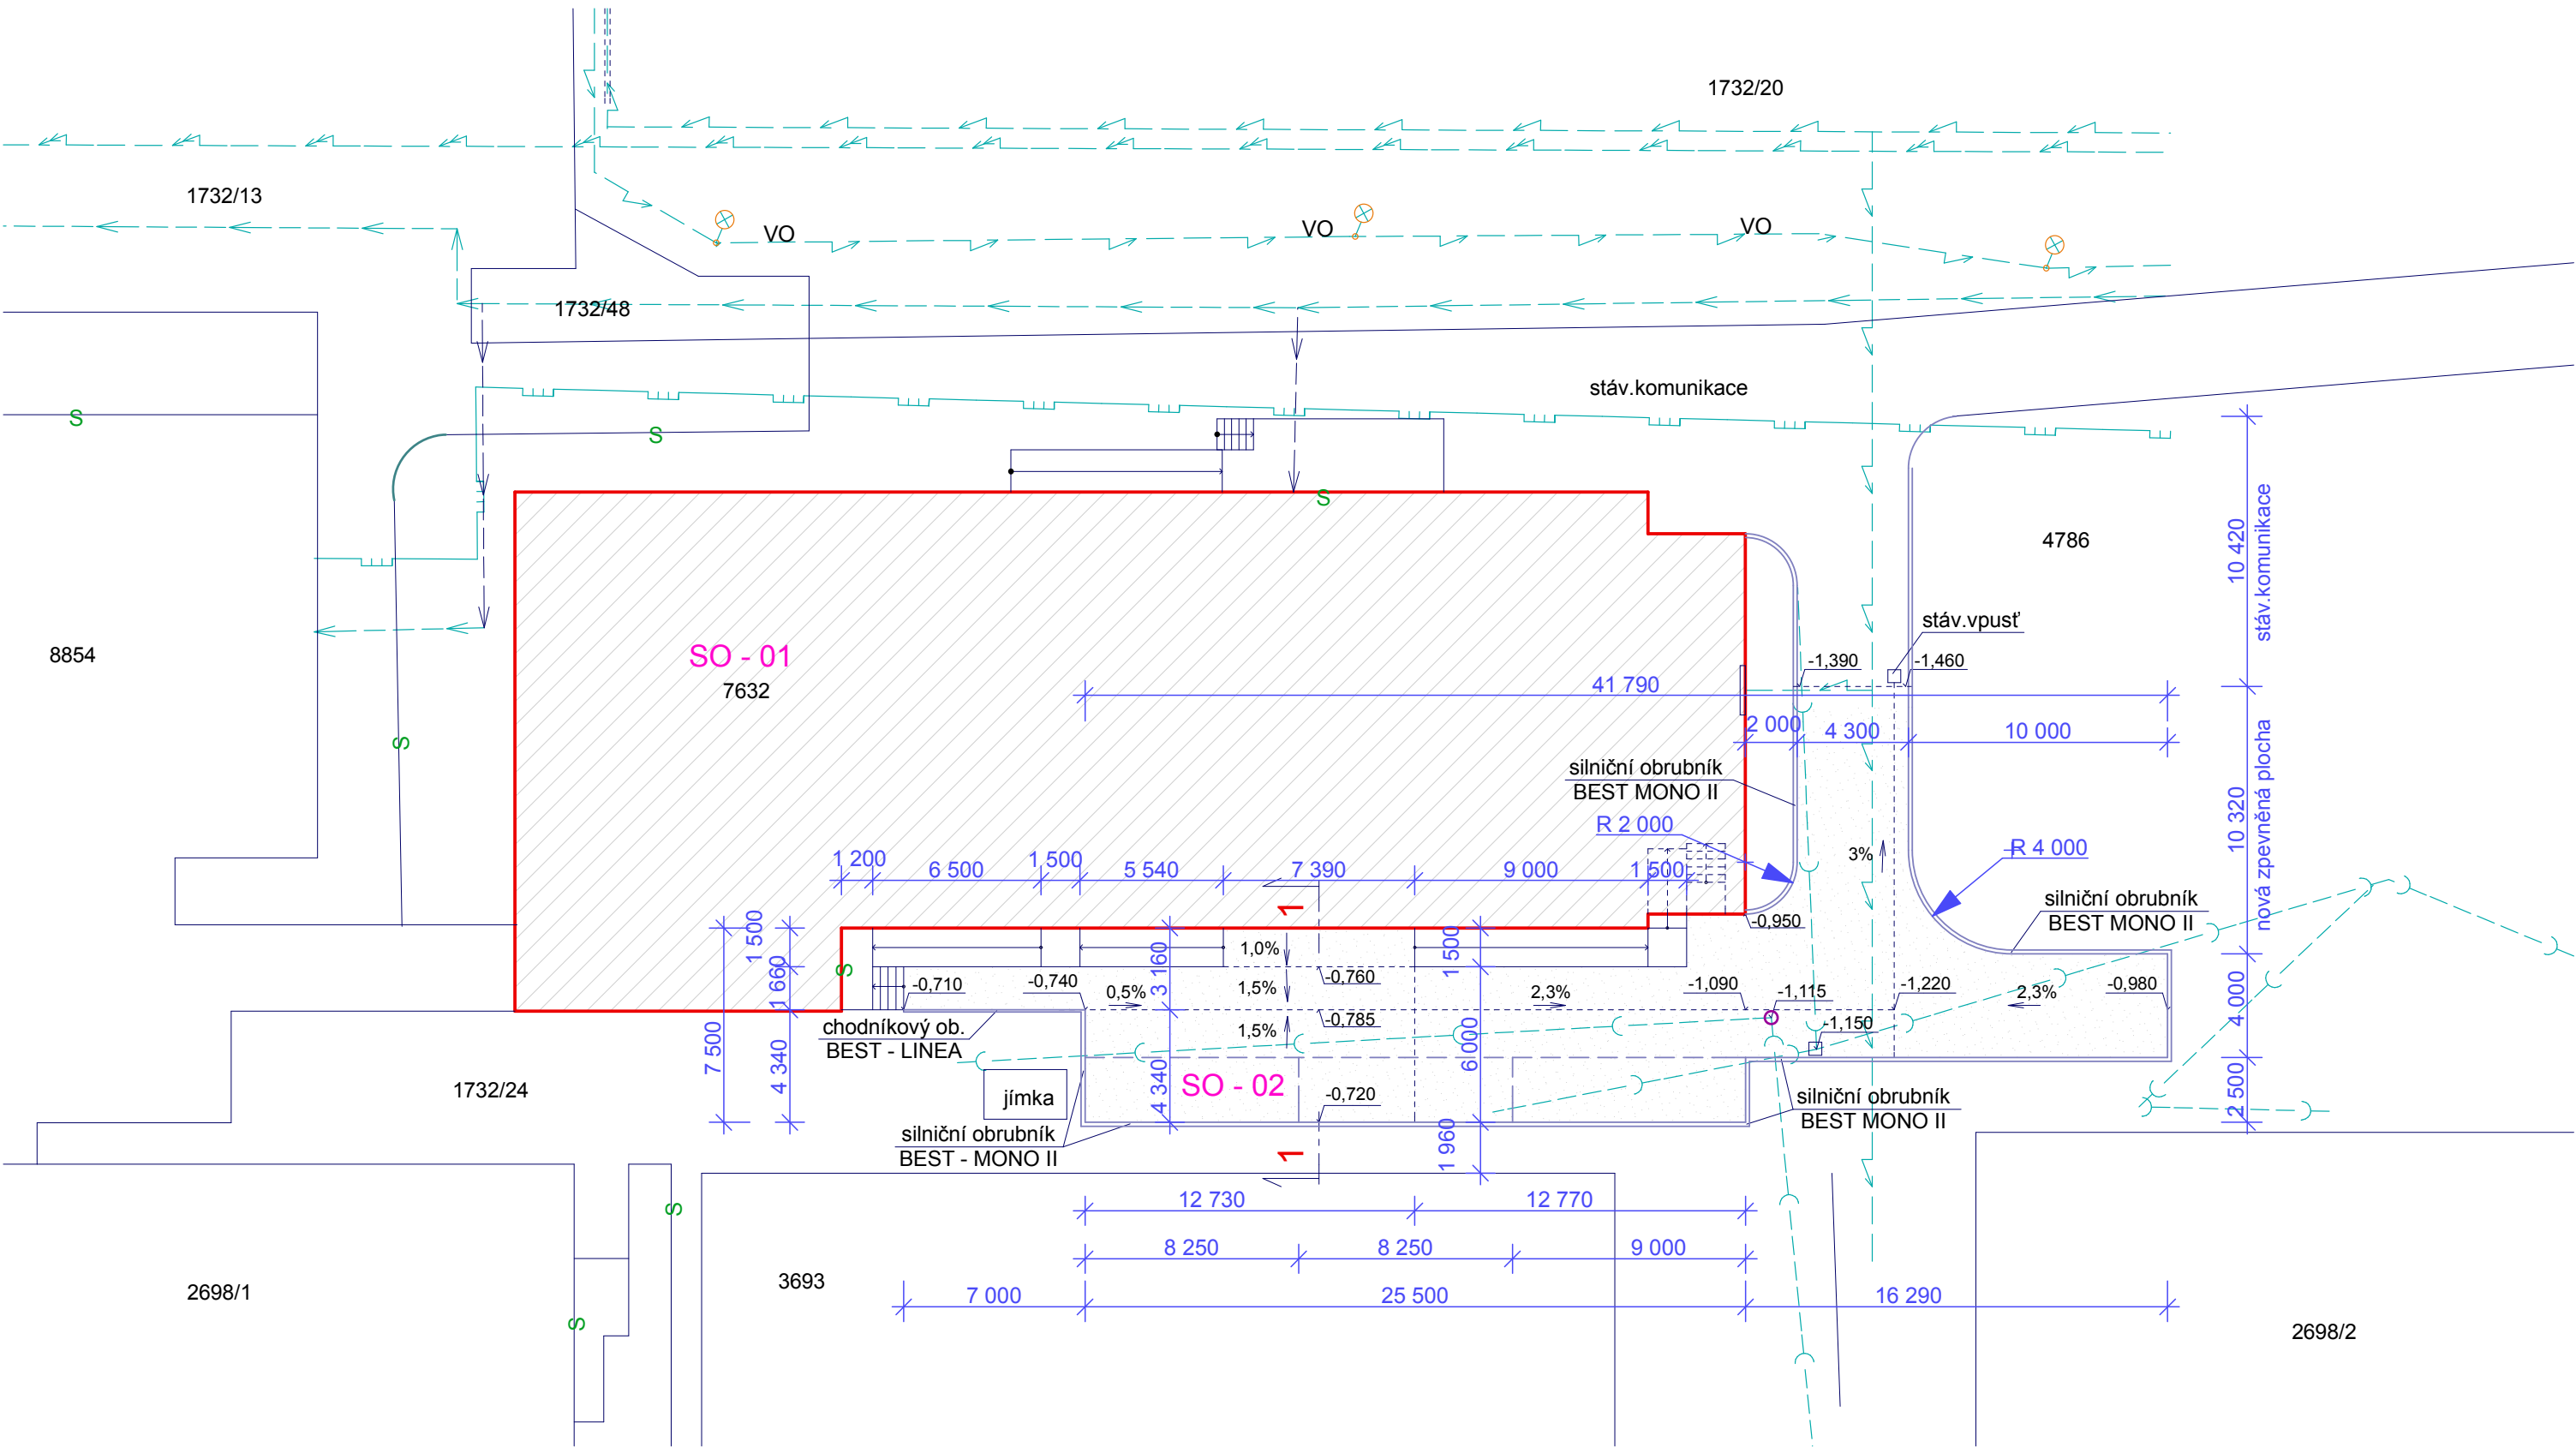 1732/20
1732/13
VO
VO
VO
1732/48
stáv.komunikace
S
S
S
10 420
stáv.komunikace
4786
stáv.vpusť
8854
SO - 01
7632
-1,390
-1,460
41 790
2 000
4 300
10 000
S
silniční obrubník
BEST MONO II
R 2 000
10 320
nová zpevněná plocha
3%
R 4 000
1 200
6 500
1 500
5 540
7 390
9 000
1 500
silniční obrubník
BEST MONO II
1
-0,950
1 500
1 660
7 500
4 340
S
3 160
1,0%
1 500
-0,760
-0,710
-0,740
0,5%
1,5%
2,3%
-1,090
-1,115
-1,220
2,3%
-0,980
4 000
chodníkový ob.
BEST - LINEA
1,5%
-0,785
-1,150
6 000
1732/24
jímka
4 340
SO - 02
-0,720
silniční obrubník
BEST MONO II
2 500
silniční obrubník
BEST - MONO II
1
1 960
S
12 730
12 770
8 250
8 250
9 000
2698/1
3693
7 000
25 500
16 290
S
2698/2